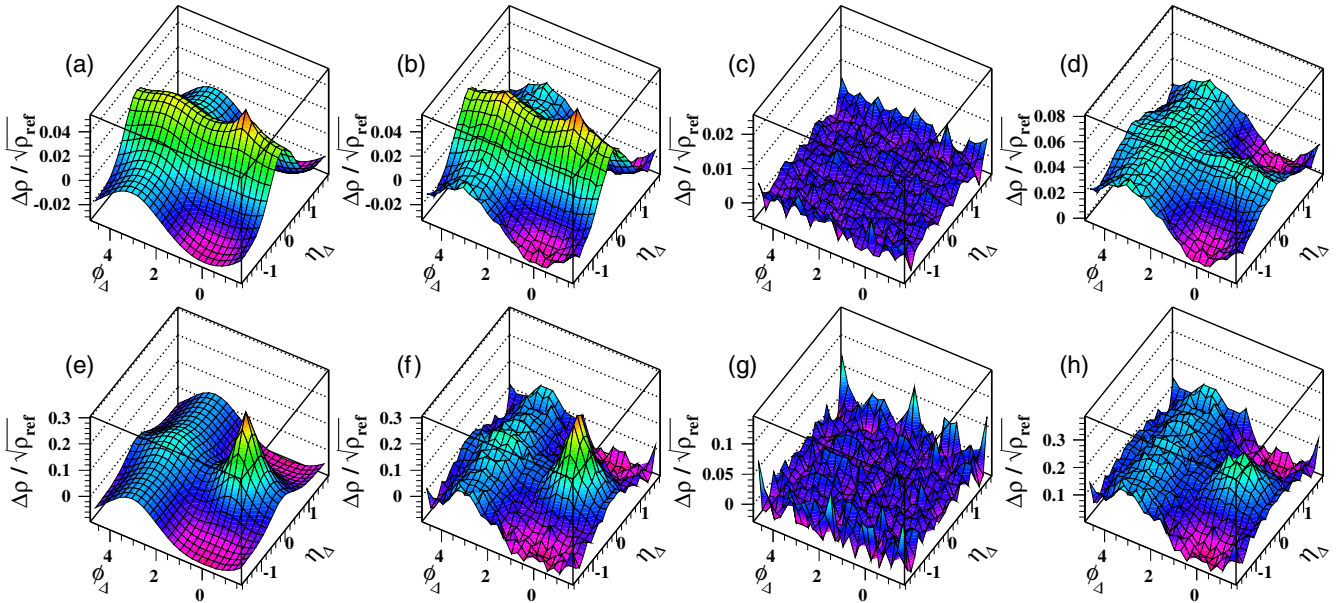 (a) (b) (c) (d)
Δρ / √ρref 0.04 0.02 0 -0.02 4 2 0 ϕΔ -1 0 1 ηΔ
Δρ / √ρref 0.04 0.02 0 -0.02 4 2 0 ϕΔ -1 0 1 ηΔ
Δρ / √ρref 0.02 0.01 0 4 2 0 ϕΔ -1 0 1 ηΔ
Δρ / √ρref 0.08 0.06 0.04 0.02 0 4 2 0 ϕΔ -1 0 1 ηΔ
(e) (f) (g) (h)
Δρ / √ρref 0.3 0.2 0.1 0 4 2 0 ϕΔ -1 0 1 ηΔ
Δρ / √ρref 0.3 0.2 0.1 0 4 2 0 ϕΔ -1 0 1 ηΔ
Δρ / √ρref 0.1 0.05 0 4 2 0 ϕΔ -1 0 1 ηΔ
Δρ / √ρref 0.3 0.2 0.1 4 2 0 ϕΔ -1 0 1 ηΔ